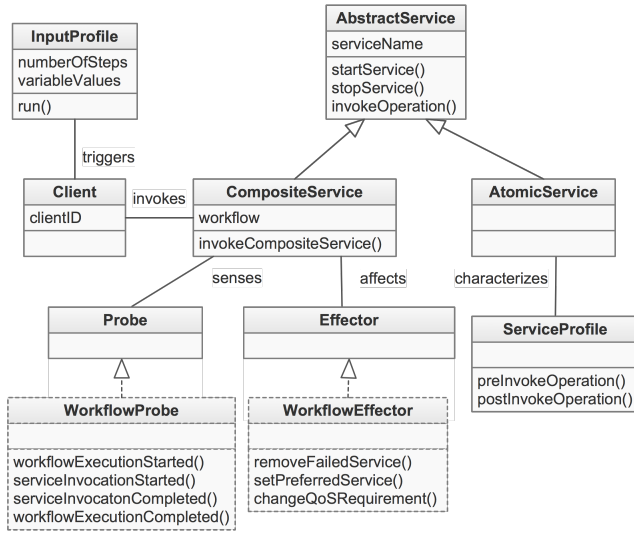 AbstractService
serviceName
startService()
stopService()
invokeOperation()
InputProfile
numberOfSteps
variableValues
run()
triggers
Client
clientID
invokes
CompositeService
workflow
invokeCompositeService()
AtomicService
senses
affects
characterizes
Probe
Effector
ServiceProfile
preInvokeOperation()
postInvokeOperation()
WorkflowProbe
workflowExecutionStarted()
serviceInvocationStarted()
serviceInvocatonCompleted()
workflowExecutionCompleted()
WorkflowEffector
removeFailedService()
setPreferredService()
changeQoSRequirement()